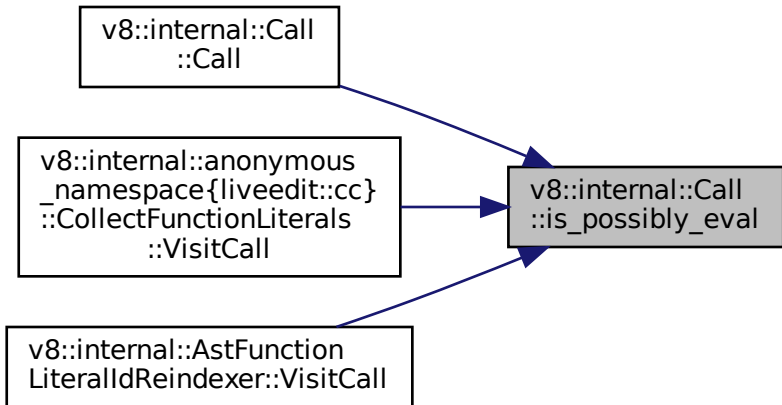 v8::internal::Call
::Call
v8::internal::anonymous
_namespace{liveedit::cc}
::CollectFunctionLiterals
::VisitCall
v8::internal::AstFunction
LiteralIdReindexer::VisitCall
v8::internal::Call
::is_possibly_eval